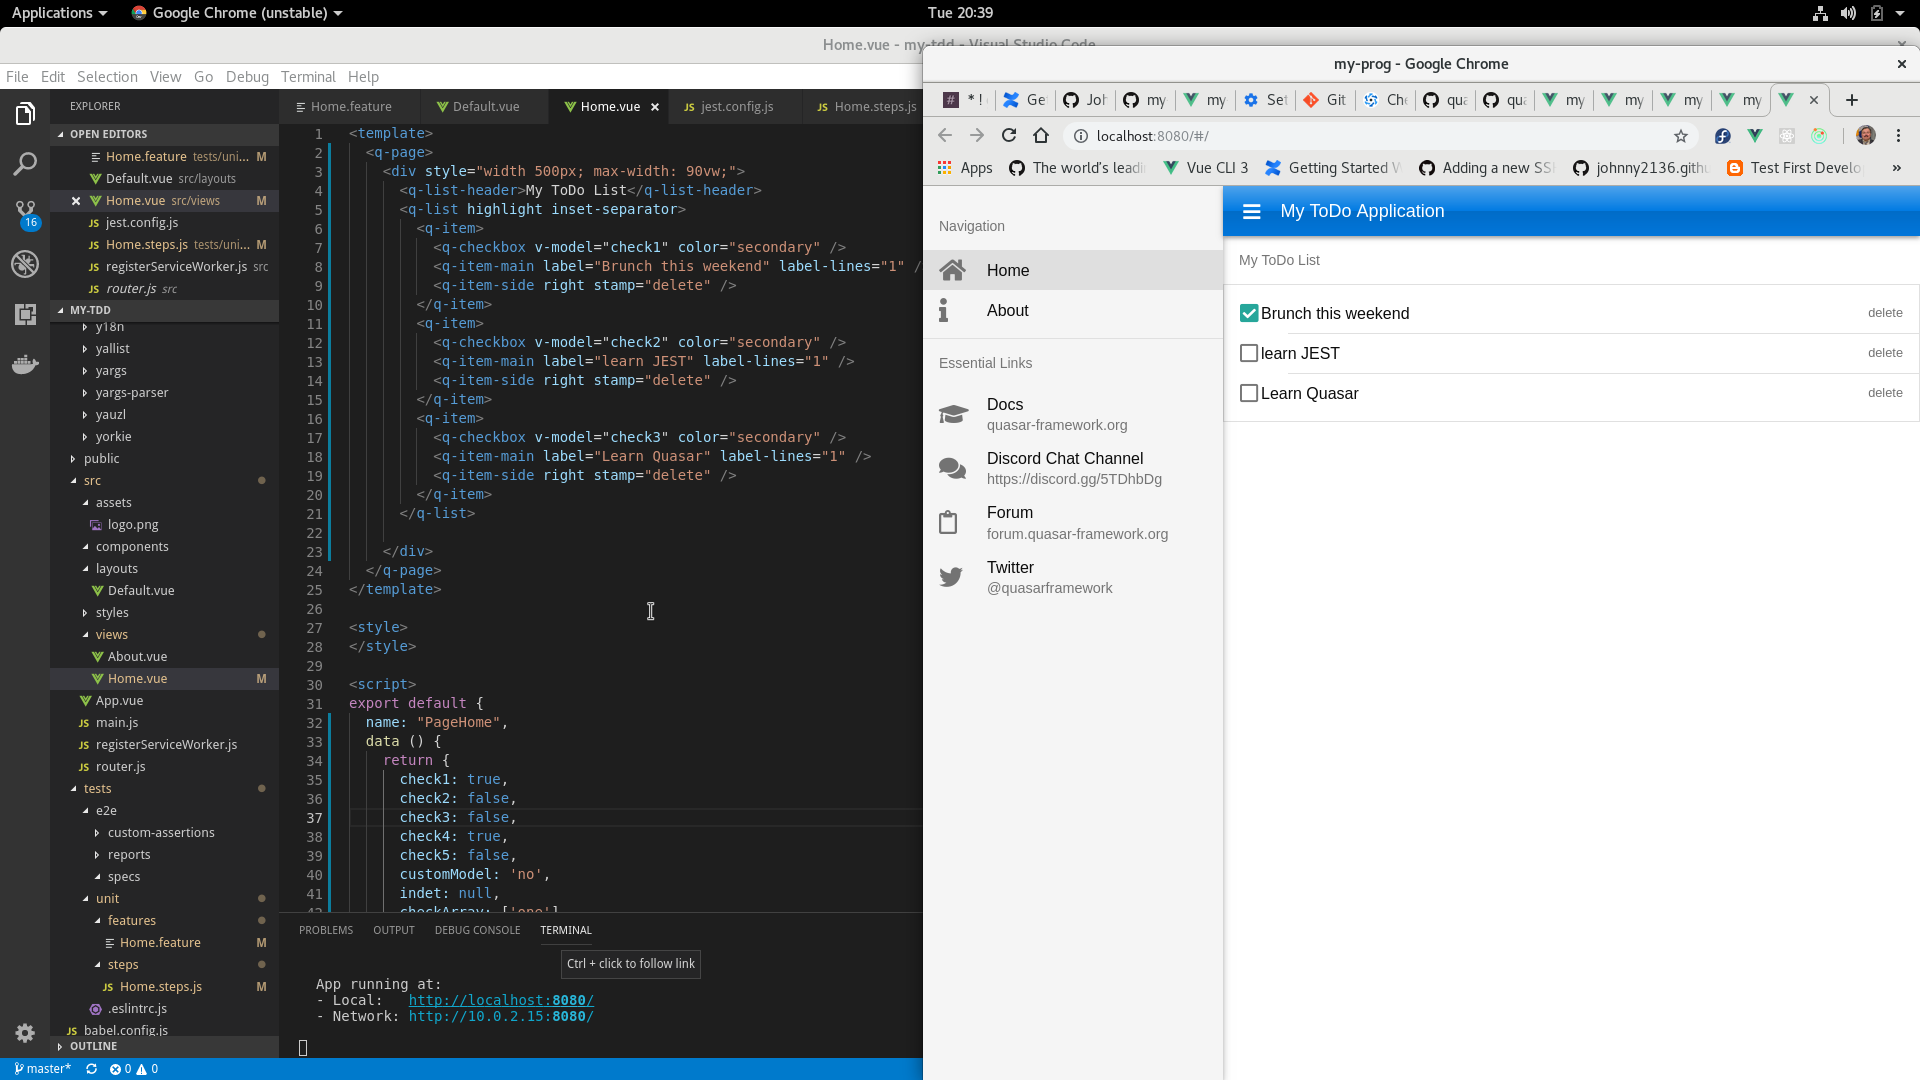 Applications
Google Chrome (unstable)
Tue 20:39
Home.vue - my-tdd - Visual Studio Code
File Edit Selection View Go Debug Terminal Help
EXPLORER
OPEN EDITORS
Home.feature tests/uni... M
Default.vue src/layouts
Home.vue src/views M
jest.config.js
JS Home.steps.js tests/uni... M
JS registerServiceWorker.js src
JS router.js src
16
MY-TDD
y18n
yallist
yargs
yargs-parser
yauzl
yorkie
public
src
assets
logo.png
components
layouts
Default.vue
styles
views
About.vue
Home.vue M
App.vue
JS main.js
JS registerServiceWorker.js
JS router.js
tests
e2e
custom-assertions
reports
specs
unit
features
Home.feature M
steps
JS Home.steps.js M
.eslintrc.js
JS babel.config.js
OUTLINE
master* 0 0
Home.feature Default.vue Home.vue JS jest.config.js JS Home.steps.js
1 <template>
2 <q-page>
3 <div style="width 500px; max-width: 90vw;">
4 <q-list-header>My ToDo List</q-list-header>
5 <q-list highlight inset-separator>
6 <q-item>
7 <q-checkbox v-model="check1" color="secondary" />
8 <q-item-main label="Brunch this weekend" label-lines="1" /
9 <q-item-side right stamp="delete" />
10 </q-item>
11 <q-item>
12 <q-checkbox v-model="check2" color="secondary" />
13 <q-item-main label="learn JEST" label-lines="1" />
14 <q-item-side right stamp="delete" />
15 </q-item>
16 <q-item>
17 <q-checkbox v-model="check3" color="secondary" />
18 <q-item-main label="Learn Quasar" label-lines="1" />
19 <q-item-side right stamp="delete" />
20 </q-item>
21 </q-list>
22
23 </div>
24 </q-page>
25 </template>
26
27 <style>
28 </style>
29
30 <script>
31 export default {
32 name: "PageHome",
33 data () {
34 return {
35 check1: true,
36 check2: false,
37 check3: false,
38 check4: true,
39 check5: false,
40 customModel: 'no',
41 indet: null,
42 checkArray: ['one']
PROBLEMS OUTPUT DEBUG CONSOLE TERMINAL
Ctrl + click to follow link
App running at:
- Local: http://localhost:8080/
- Network: http://10.0.2.15:8080/
my-prog - Google Chrome
# * ! Ge Joh my my Set Git Che qua qua my my my my
localhost:8080/#/
Apps The world's leadi Vue CLI 3 Getting Started Adding a new SS johnny2136.githu Test First Develo »
Navigation
Home
About
Essential Links
Docs
quasar-framework.org
Discord Chat Channel
https://discord.gg/5TDhbDg
Forum
forum.quasar-framework.org
Twitter
@quasarframework
My ToDo Application
My ToDo List
Brunch this weekend delete
learn JEST delete
Learn Quasar delete